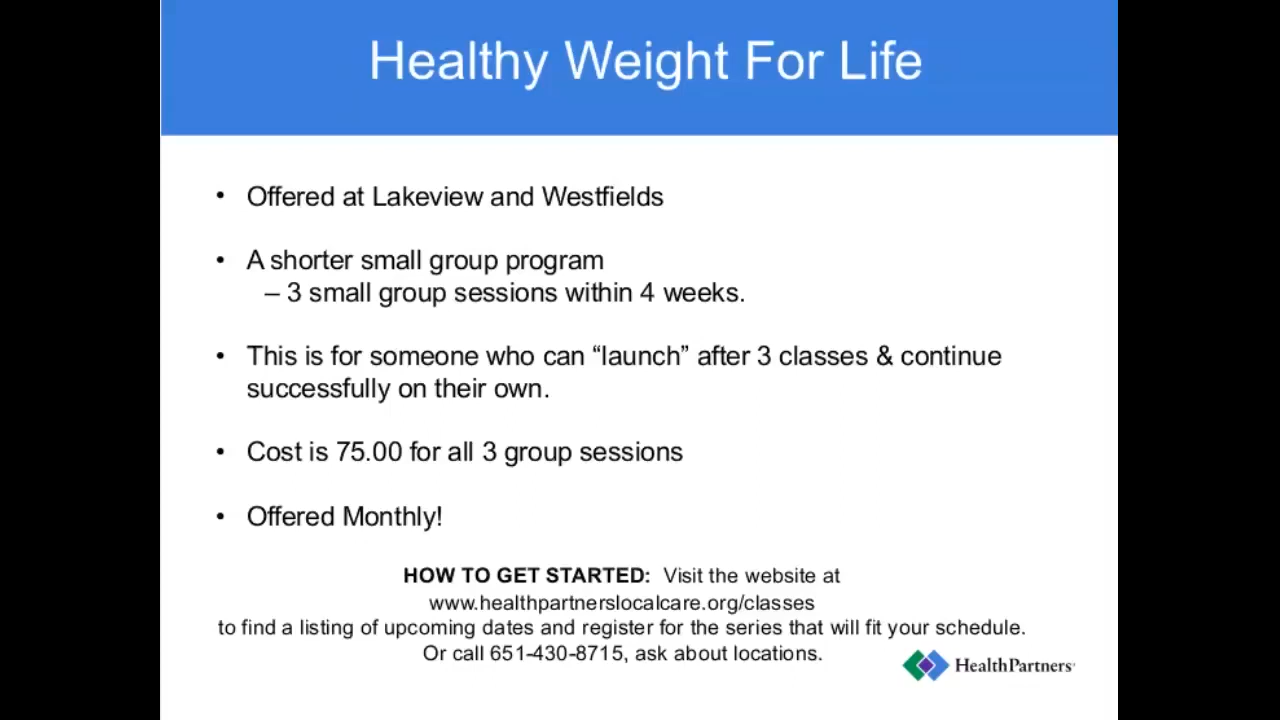 Healthy Weight For Life
• Offered at Lakeview and Westfields
• A shorter small group program
– 3 small group sessions within 4 weeks.
• This is for someone who can “launch” after 3 classes & continue
successfully on their own.
• Cost is 75.00 for all 3 group sessions
• Offered Monthly!
HOW TO GET STARTED: Visit the website at
www.healthpartnerslocalcare.org/classes
to find a listing of upcoming dates and register for the series that will fit your schedule.
Or call 651-430-8715, ask about locations.
HealthPartners